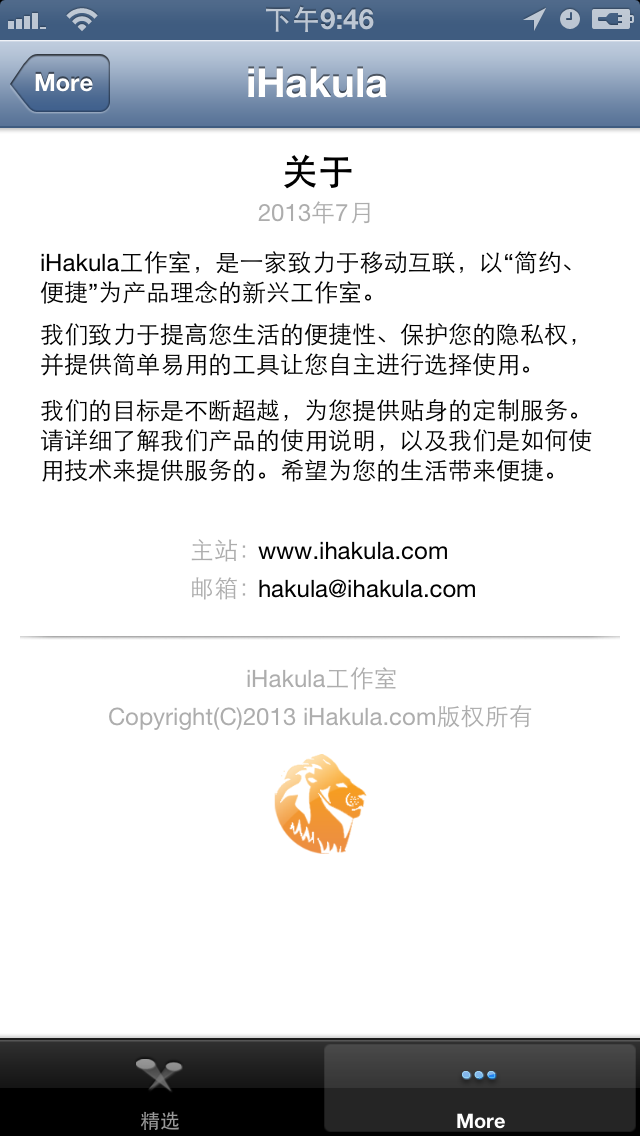 下午9:46
More
iHakula
关于
2013年7月
iHakula工作室，是一家致力于移动互联，以“简约、
便捷”为产品理念的新兴工作室。
我们致力于提高您生活的便捷性、保护您的隐私权，
并提供简单易用的工具让您自主进行选择使用。
我们的目标是不断超越，为您提供贴身的定制服务。
请详细了解我们产品的使用说明，以及我们是如何使
用技术来提供服务的。希望为您的生活带来便捷。
主站：www.ihakula.com
邮箱：hakula@ihakula.com
iHakula工作室
Copyright(C)2013 iHakula.com版权所有
精选
More